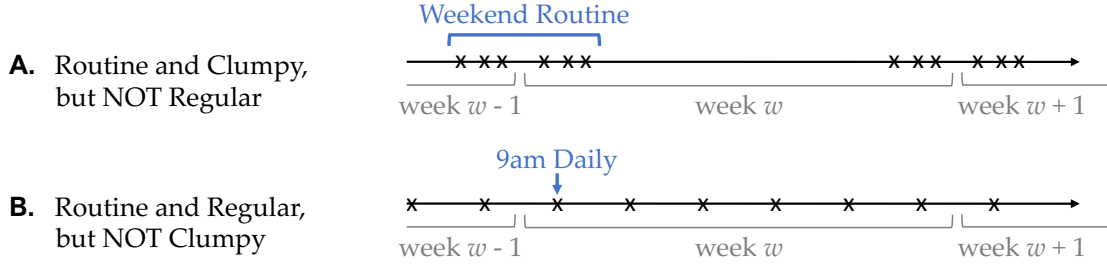 Weekend Routine
A. Routine and Clumpy,
but NOT Regular
x x x x x x x x x x x x
week w - 1 week w week w + 1
9am Daily
B. Routine and Regular,
but NOT Clumpy
x x x x x x x x x
week w - 1 week w week w + 1